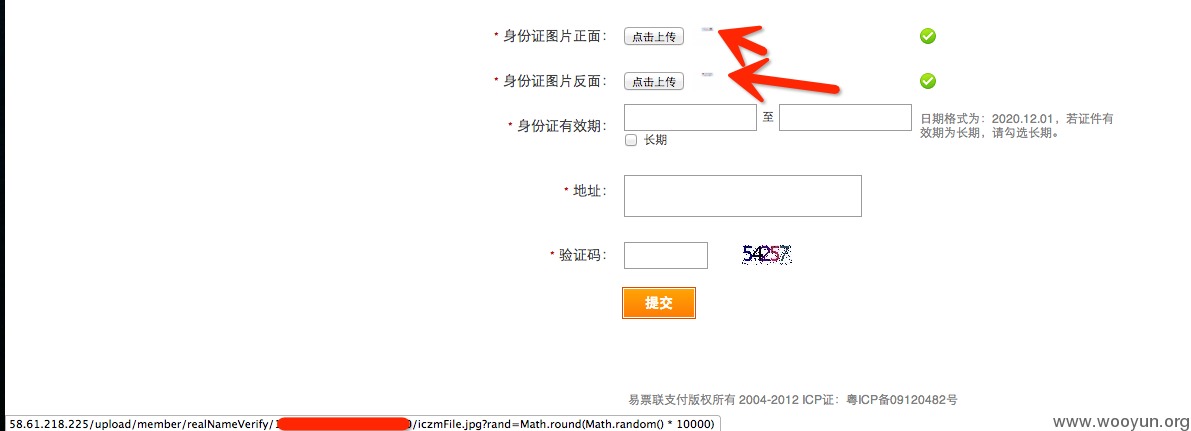 * 身份证图片正面： 点击上传
* 身份证图片反面： 点击上传
* 身份证有效期： 至 日期格式为：2020.12.01，若证件有
效期为长期，请勾选长期。
长期
* 地址：
* 验证码： 54257
提交
易票联支付版权所有 2004-2012 ICP证：粤ICP备09120482号
58.61.218.225/upload/member/realNameVerify/ /iczmFile.jpg?rand=Math.round(Math.random() * 10000)
www.wooyun.org